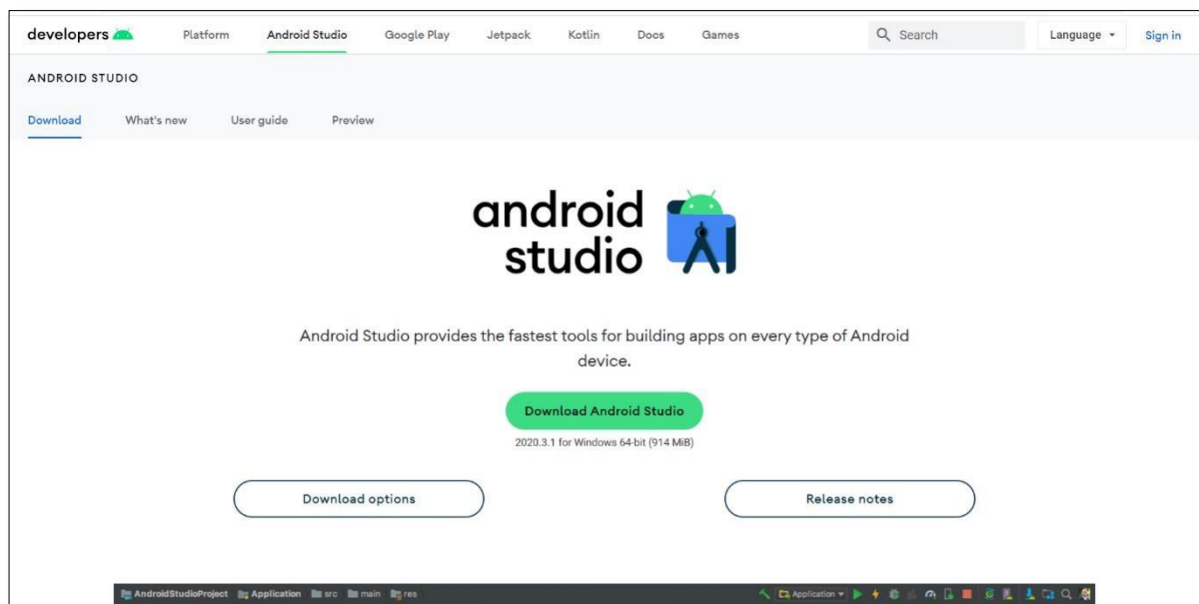 developers Platform Android Studio Google Play Jetpack Kotlin Docs Games Search Language Sign in
ANDROID STUDIO
Download What's new User guide Preview
android
studio
Android Studio provides the fastest tools for building apps on every type of Android
device.
Download Android Studio
2020.3.1 for Windows 64-bit (914 MiB)
Download options Release notes
AndroidStudioProject Application src main res Application